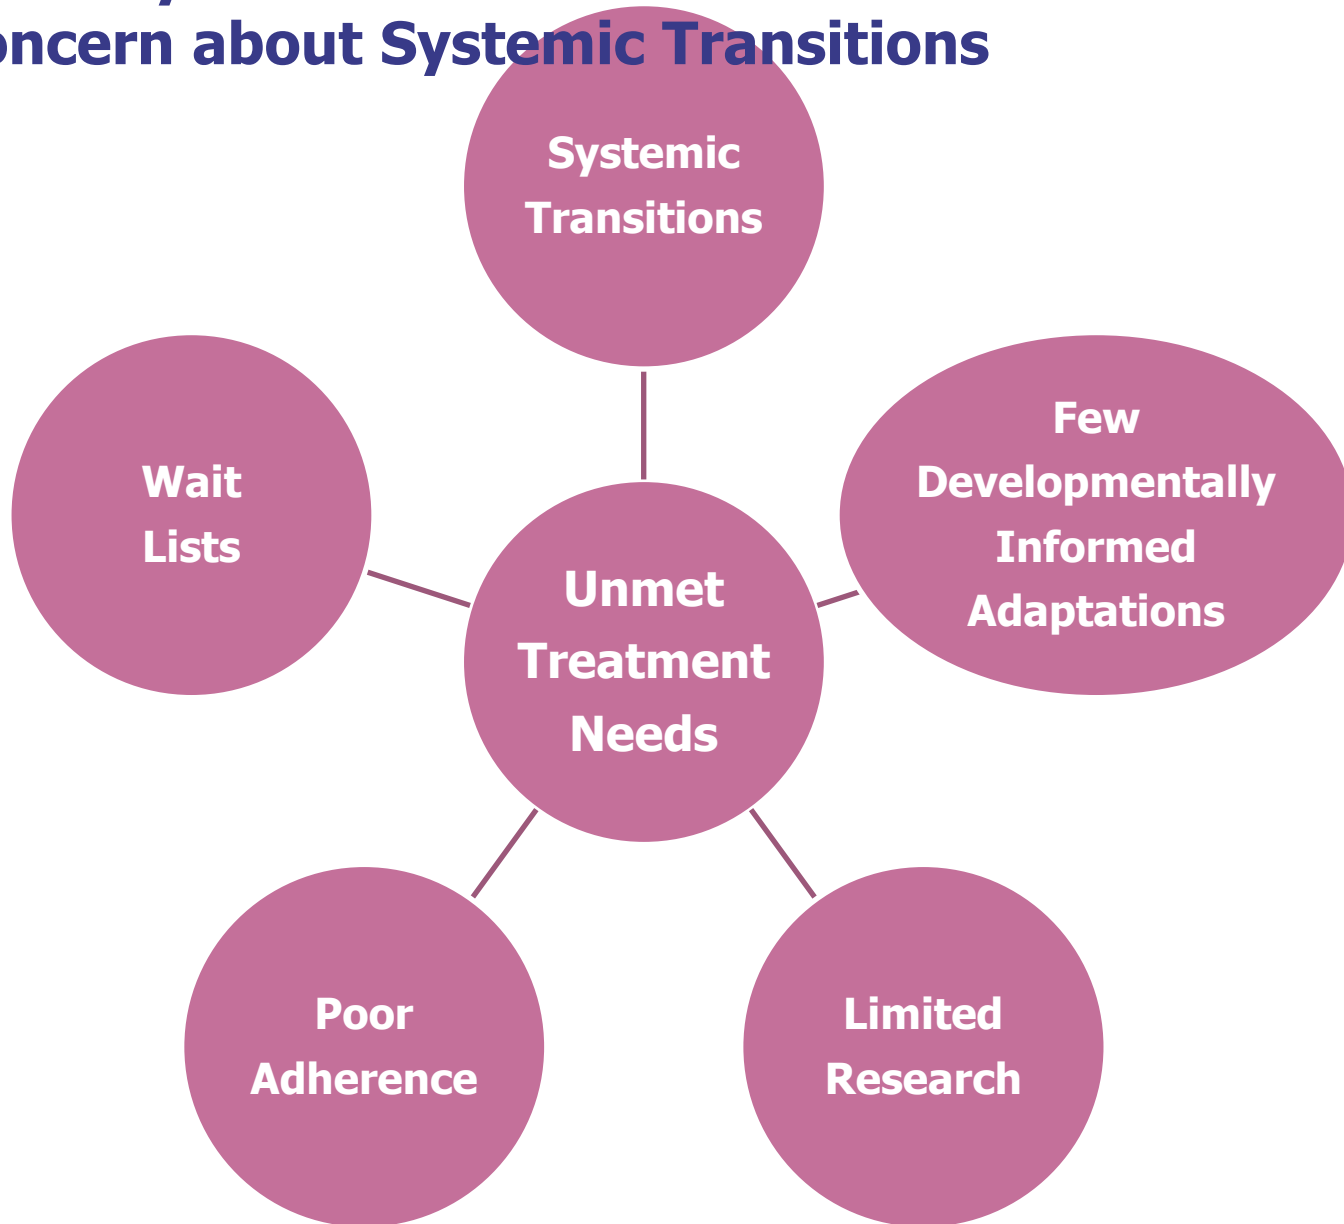 oncern about Systemic Transitions
Systemic
Transitions
Few
Developmentally
Informed
Adaptations
Wait
Lists
Unmet
Treatment
Needs
Poor
Adherence
Limited
Research